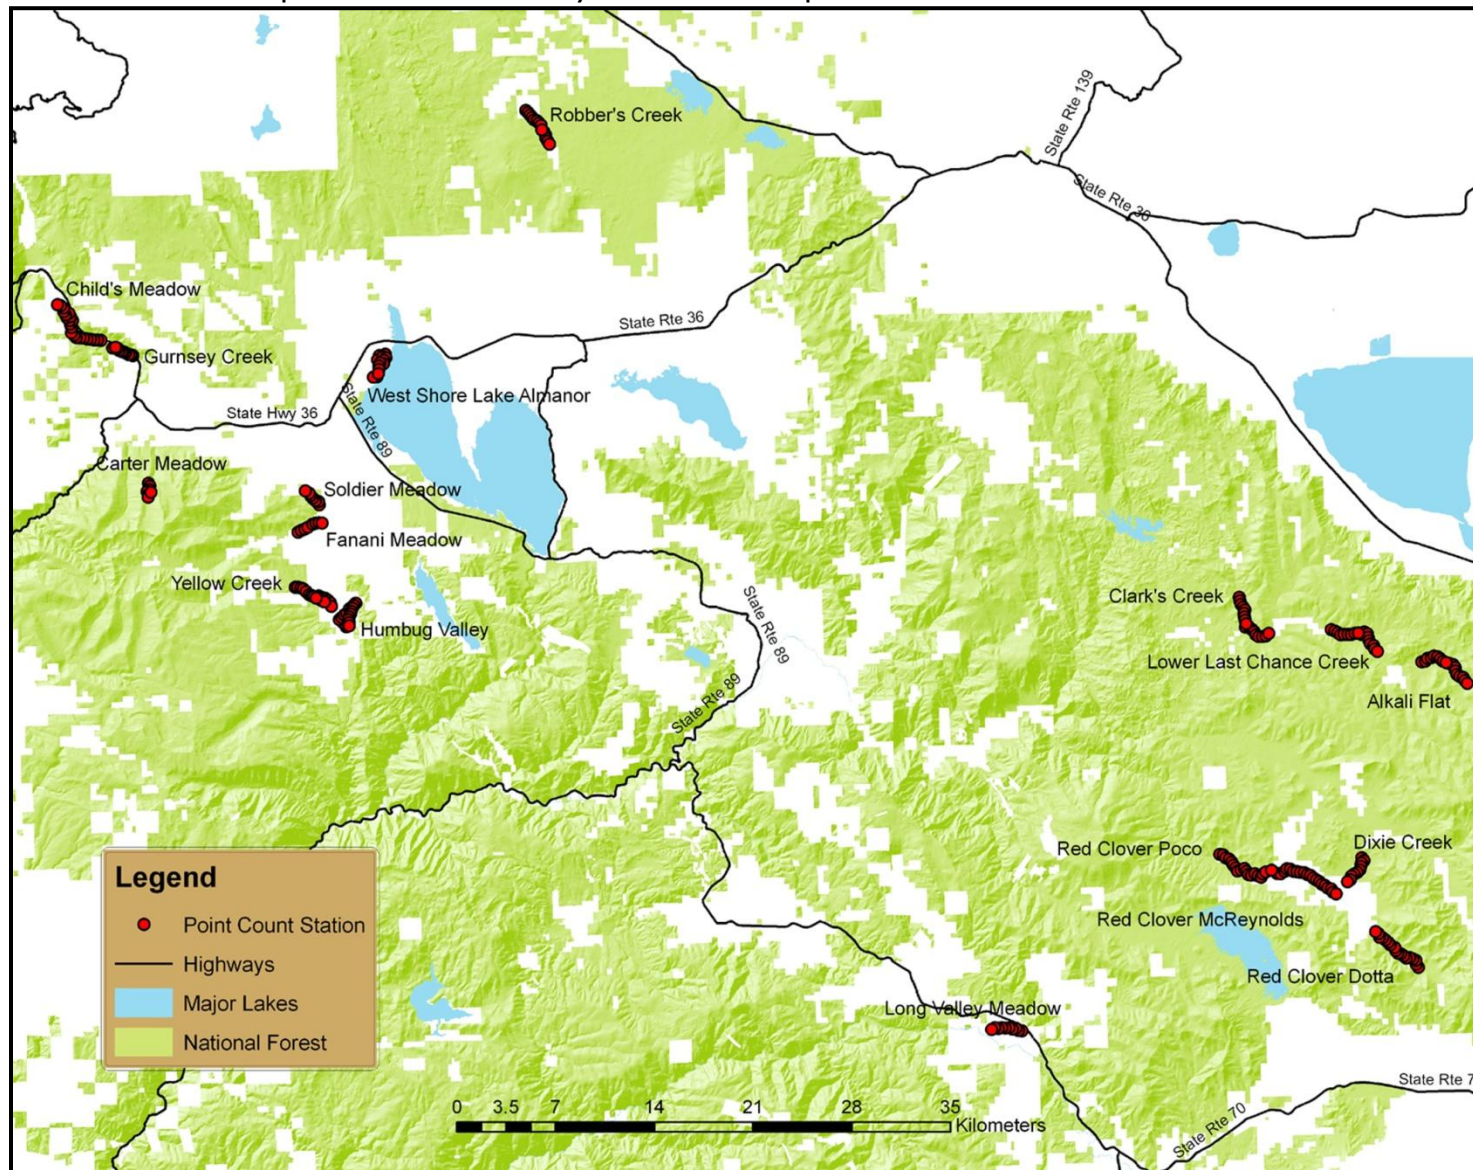 Robber's Creek
State Rte 139
State Rte 36
Child's Meadow
State Rte 36
Gurnsey Creek
West Shore Lake Almanor
State Hwy 36
State Rte 89
Carter Meadow
Soldier Meadow
Fanani Meadow
Yellow Creek
State Rte 89
Clark's Creek
Humbug Valley
Lower Last Chance Creek
State Rte 89
Alkali Flat
Dixie Creek
Red Clover Poco
Legend
Point Count Station
Red Clover McReynolds
Highways
Red Clover Dotta
Major Lakes
Long Valley Meadow
National Forest
State Rte 7
0 3.5 7 14 21 28 35
Kilometers
State Rte 70